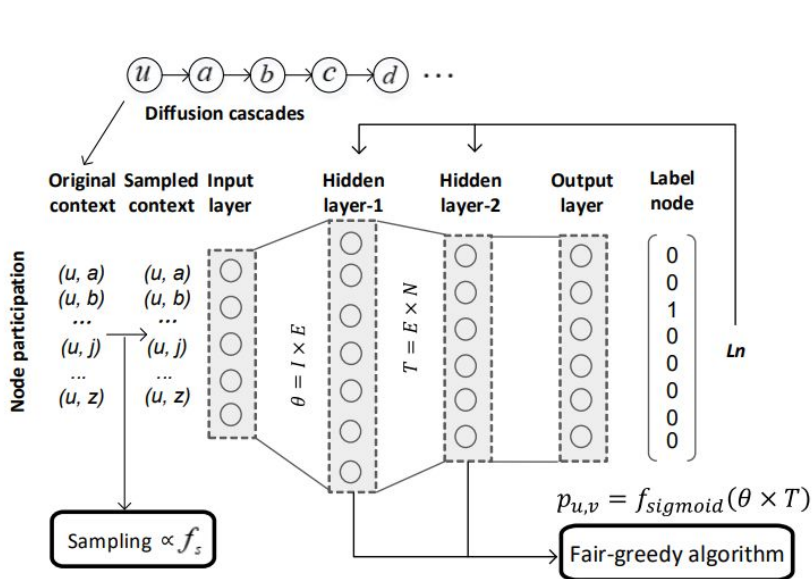 u a b c d ...
Diffusion cascades
Original context
Sampled context
Input layer
Hidden layer-1
Hidden layer-2
Output layer
Label node
Node participation
(u, a)
(u, b)
...
(u, j)
...
(u, z)
(u, a)
(u, b)
...
(u, j)
...
(u, z)
θ = I × E
T = E × N
0
0
1
0
0
0
0
0
Ln
p_{u,v} = f_{sigmoid}(θ × T)
Sampling ∝ f_s
Fair-greedy algorithm